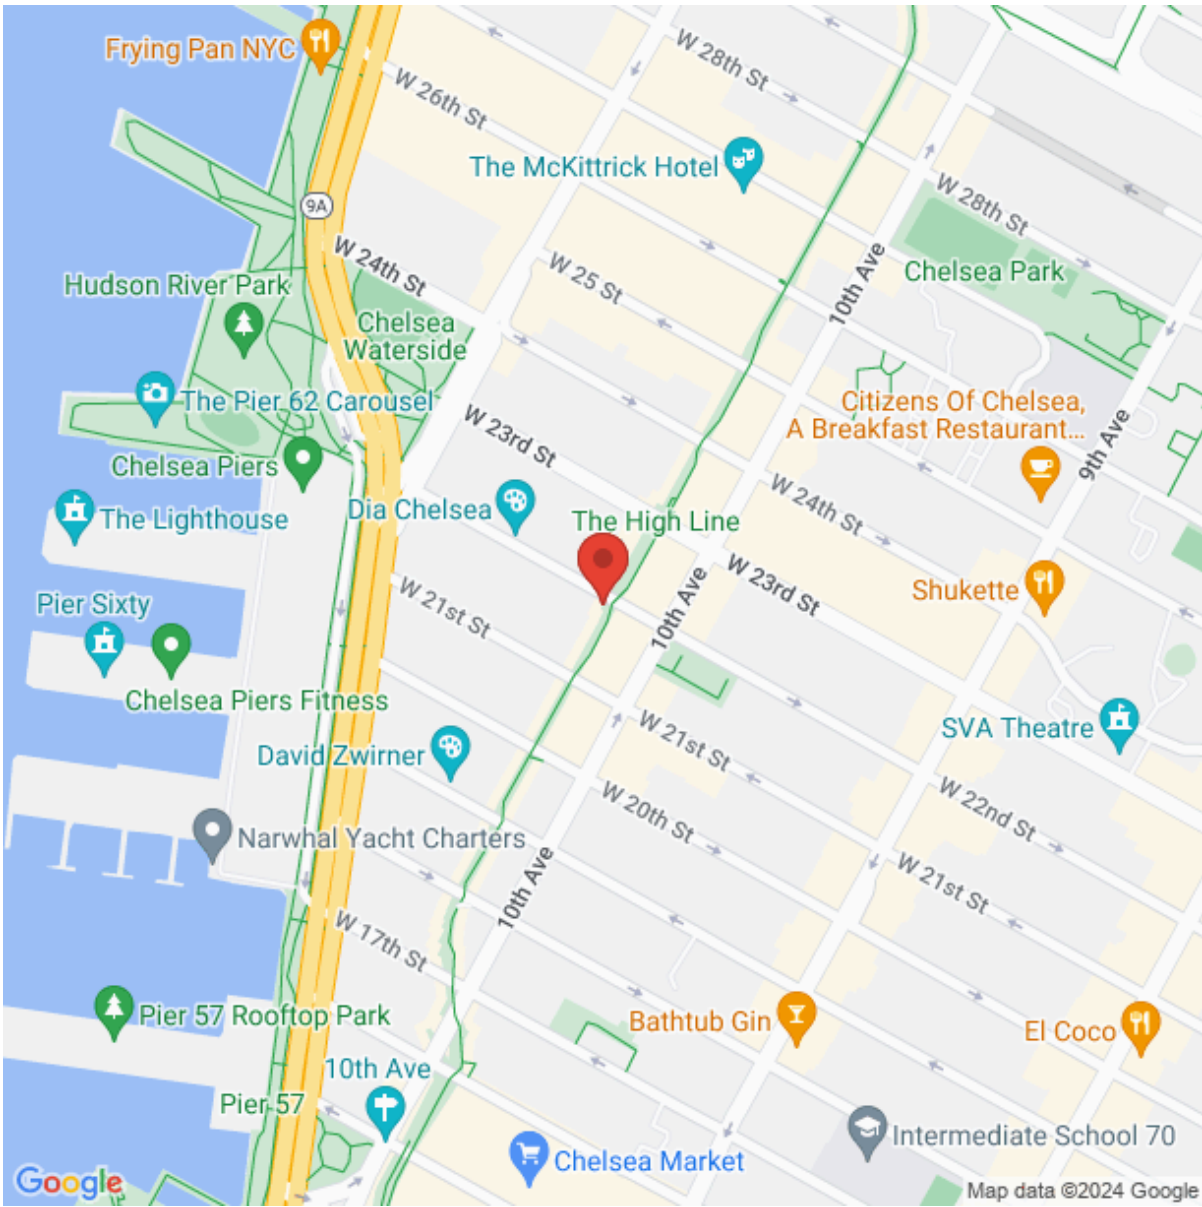 Frying Pan NYC
W 28th St
W 26th St
The McKittrick Hotel
W 28th St
9A
W 24th St
W 25 St
10th Ave
Chelsea Park
Hudson River Park
Chelsea
Waterside
The Pier 62 Carousel
W 23rd St
Citizens Of Chelsea,
A Breakfast Restaurant...
9th Ave
Chelsea Piers
W 24th St
The Lighthouse
Dia Chelsea
The High Line
W 23rd St
Shukette
Pier Sixty
W 21st St
10th Ave
Chelsea Piers Fitness
W 21st St
SVA Theatre
David Zwirner
W 20th St
W 22nd St
Narwhal Yacht Charters
10th Ave
W 21st St
W 17th St
Pier 57 Rooftop Park
Bathtub Gin
El Coco
10th Ave
Pier 57
Intermediate School 70
Chelsea Market
Google
Map data ©2024 Google